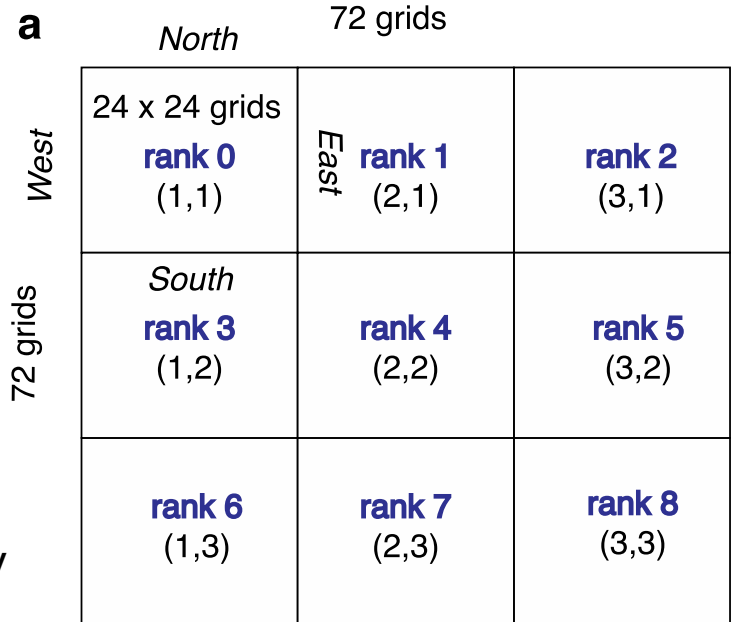 a
72 grids
North
West
24 x 24 grids
rank 0
(1,1)
East
rank 1
(2,1)
rank 2
(3,1)
72 grids
South
rank 3
(1,2)
rank 4
(2,2)
rank 5
(3,2)
rank 6
(1,3)
rank 7
(2,3)
rank 8
(3,3)